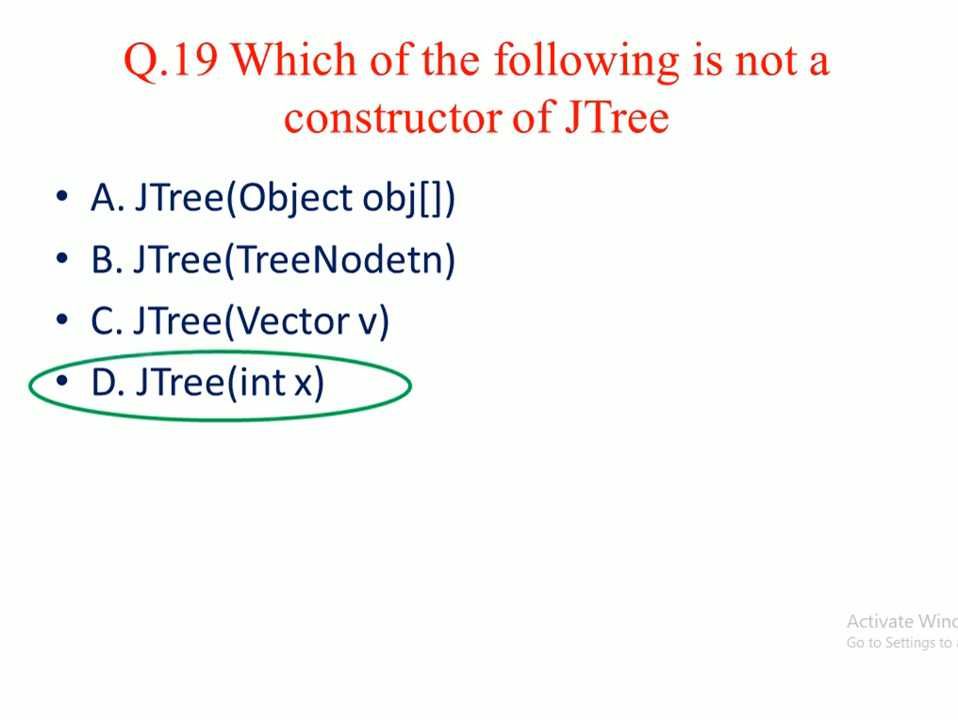 Q.19 Which of the following is not a
constructor of JTree
• A. JTree(Object obj[])
• B. JTree(TreeNodetn)
• C. JTree(Vector v)
• D. JTree(int x)
Activate Wind
Go to Settings to a